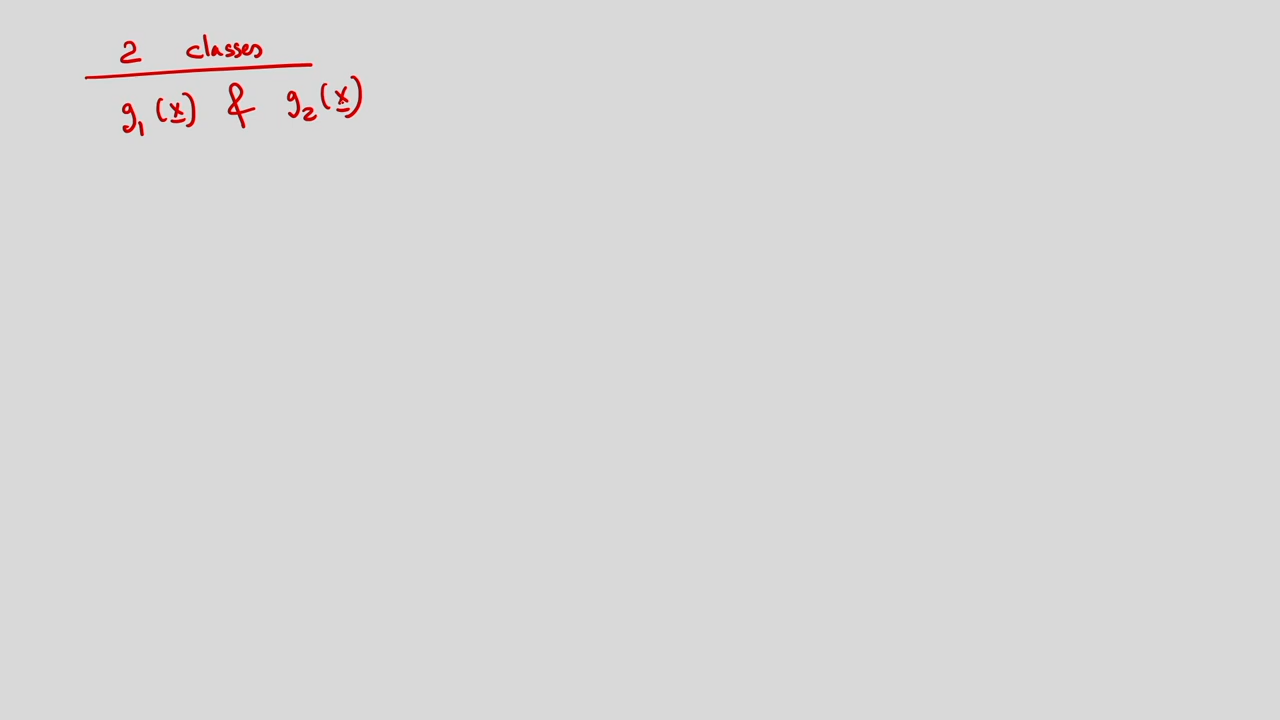 2 classes
g₁(x) & g₂(x)